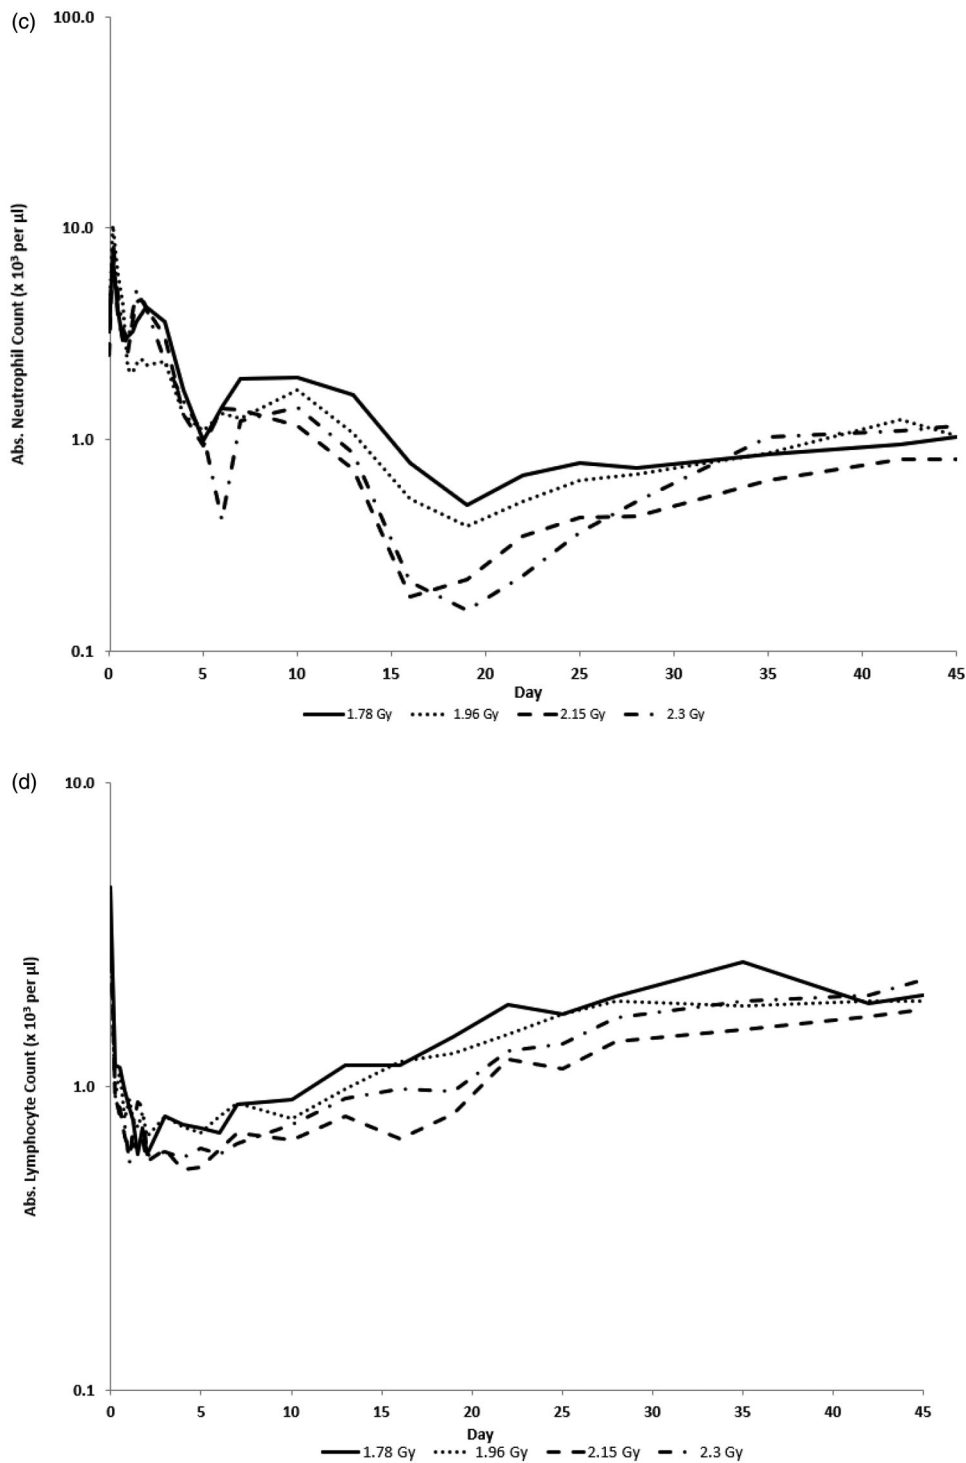 (c)
100.0
10.0
1.0
0.1
Abs. Neutrophil Count (x 10³ per µl)
0 5 10 15 20 25 30 35 40 45
Day
1.78 Gy 1.96 Gy 2.15 Gy 2.3 Gy
(d)
10.0
1.0
0.1
Abs. Lymphocyte Count (x 10³ per µl)
0 5 10 15 20 25 30 35 40 45
Day
1.78 Gy 1.96 Gy 2.15 Gy 2.3 Gy